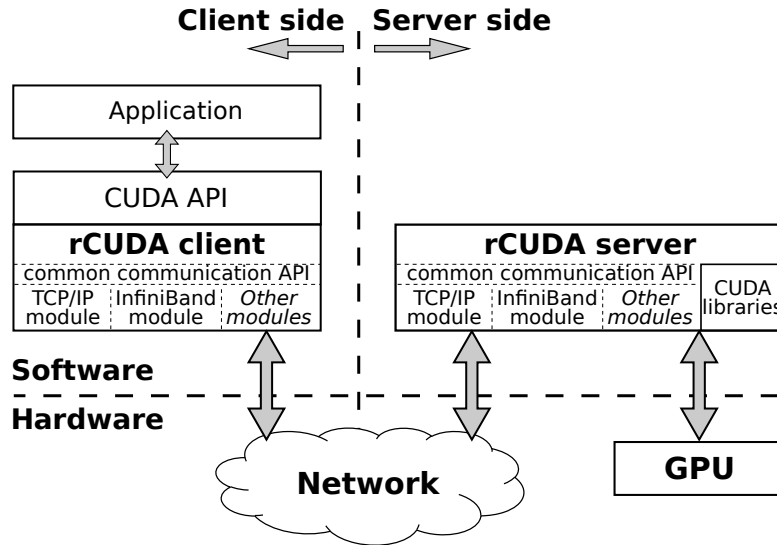 Client side
Server side
Application
CUDA API
rCUDA client
common communication API
TCP/IP
module
InfiniBand
module
Other
modules
rCUDA server
common communication API
TCP/IP
module
InfiniBand
module
Other
modules
CUDA
libraries
Software
Hardware
Network
GPU